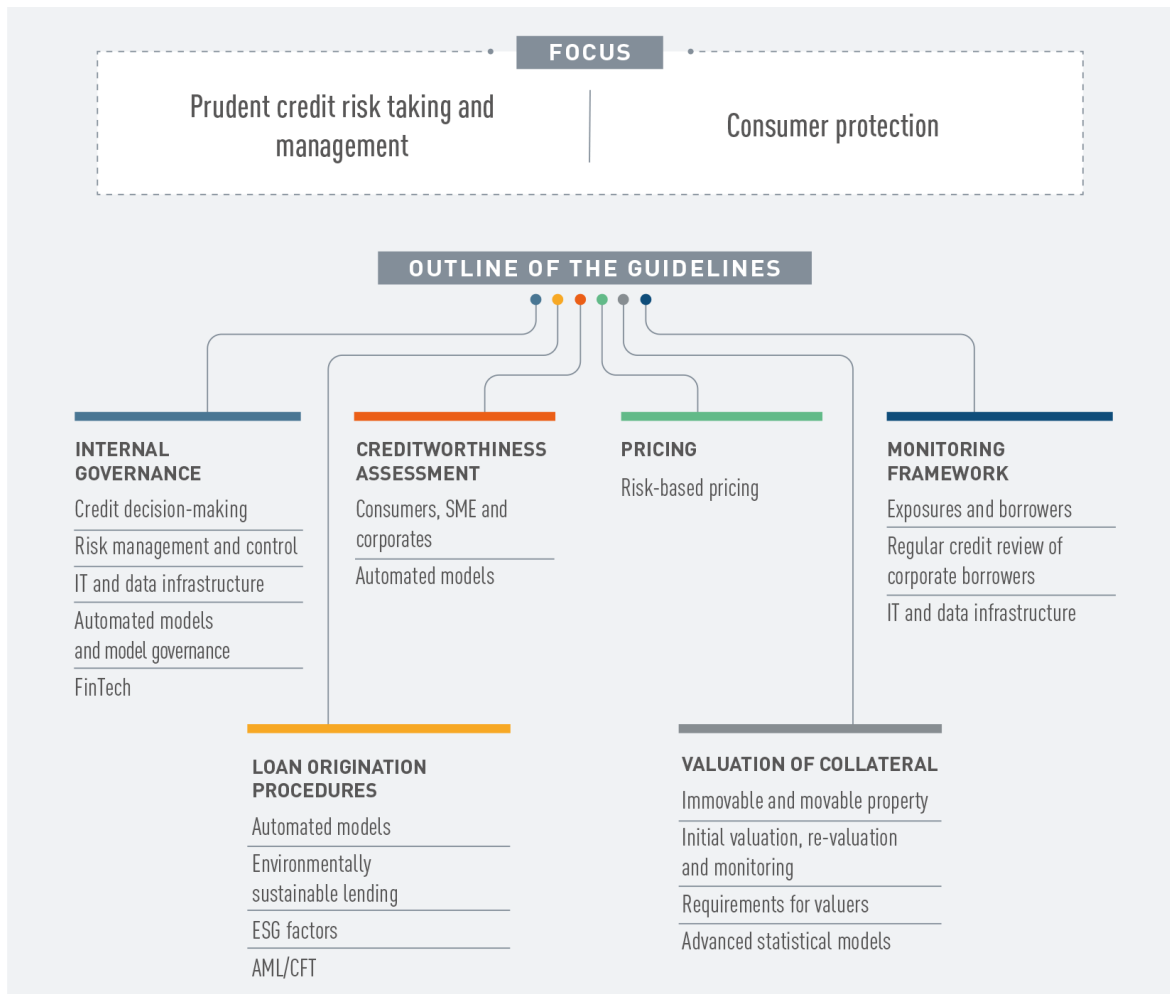 FOCUS
Prudent credit risk taking and
management
Consumer protection
OUTLINE OF THE GUIDELINES
INTERNAL
GOVERNANCE
Credit decision-making
Risk management and control
IT and data infrastructure
Automated models
and model governance
FinTech
CREDITWORTHINESS
ASSESSMENT
Consumers, SME and
corporates
Automated models
PRICING
Risk-based pricing
MONITORING
FRAMEWORK
Exposures and borrowers
Regular credit review of
corporate borrowers
IT and data infrastructure
LOAN ORIGINATION
PROCEDURES
Automated models
Environmentally
sustainable lending
ESG factors
AML/CFT
VALUATION OF COLLATERAL
Immovable and movable property
Initial valuation, re-valuation
and monitoring
Requirements for valuers
Advanced statistical models